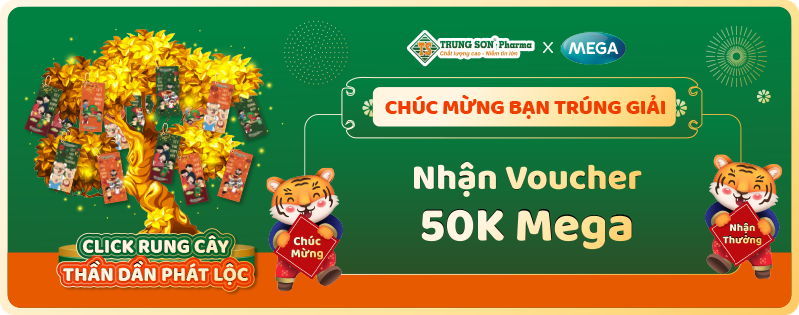 TRUNG SON Pharma
Chất lượng cao - Niềm tin lớn
X
MEGA
CHÚC MỪNG BẠN TRÚNG GIẢI
Nhận Voucher
50K Mega
CLICK RUNG CÂY
THẦN DẦN PHÁT LỘC
Chúc
Mừng
Nhận
Thưởng